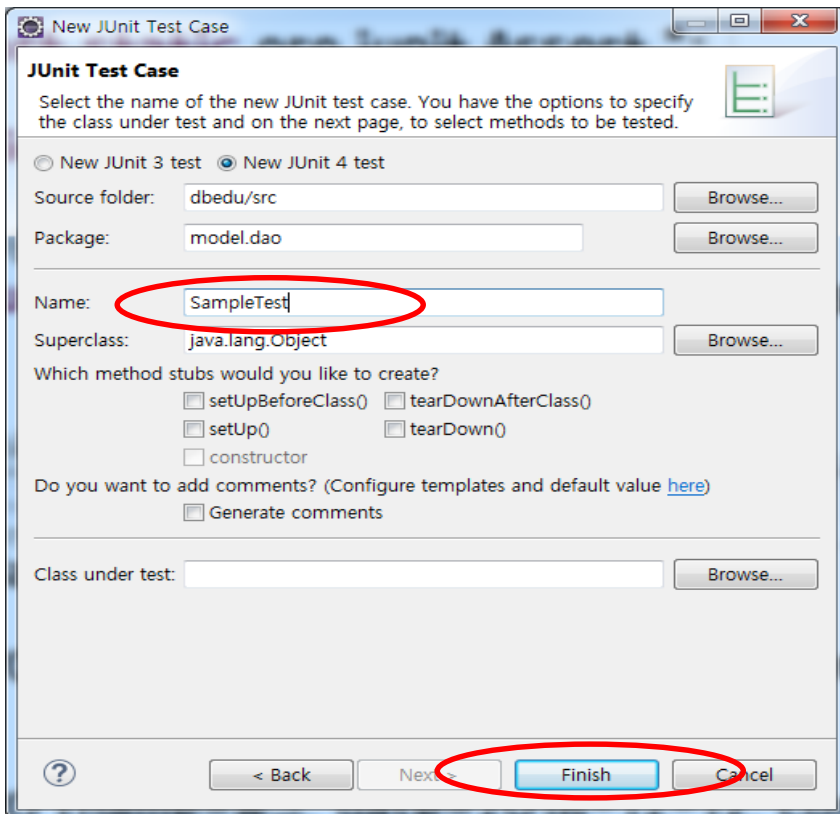 New JUnit Test Case
JUnit Test Case
Select the name of the new JUnit test case. You have the options to specify
the class under test and on the next page, to select methods to be tested.
New JUnit 3 test New JUnit 4 test
Source folder: dbedu/src Browse...
Package: model.dao Browse...
Name: SampleTest
Superclass: java.lang.Object Browse...
Which method stubs would you like to create?
setUpBeforeClass() tearDownAfterClass()
setUp() tearDown()
constructor
Do you want to add comments? (Configure templates and default value here)
Generate comments
Class under test: Browse...
? < Back Next > Finish Cancel